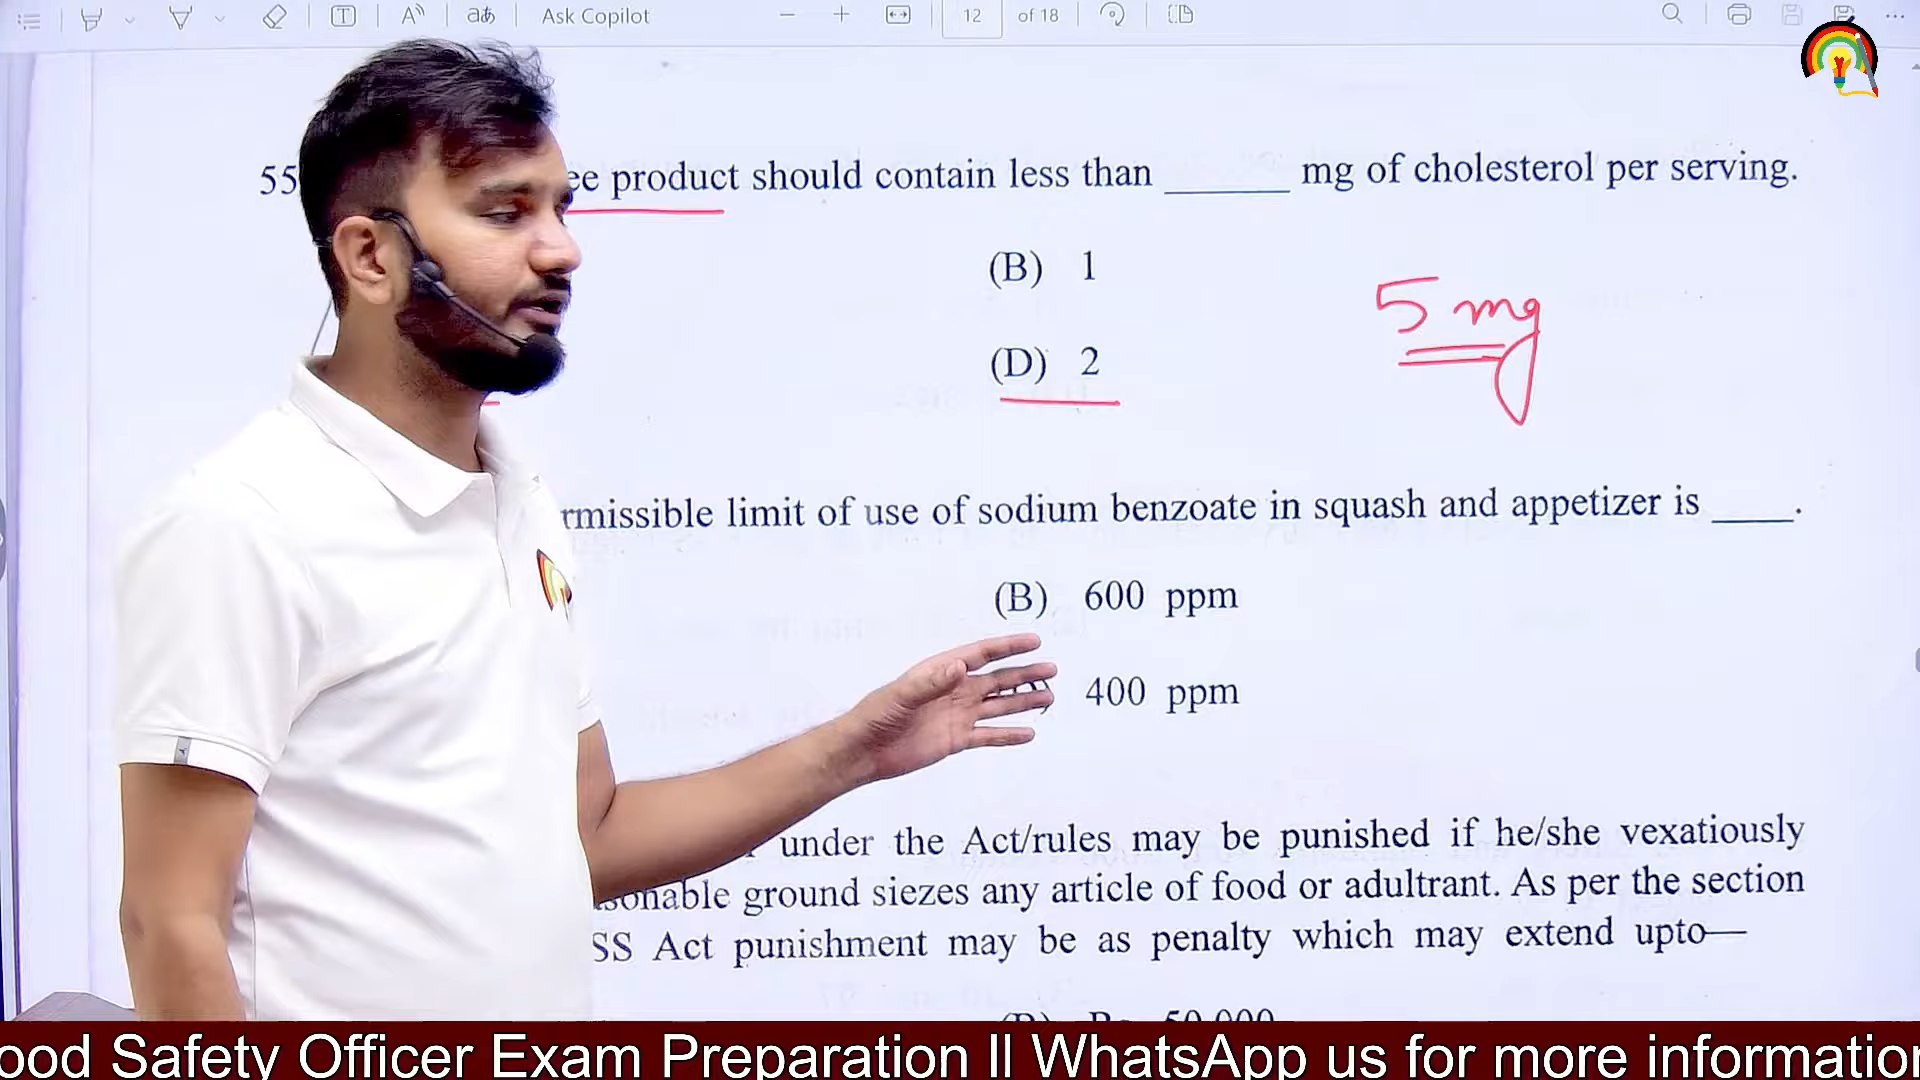 Ask Copilot
12 of 18
55 ee product should contain less than ______ mg of cholesterol per serving.
(B) 1
5 mg
(D) 2
rmissible limit of use of sodium benzoate in squash and appetizer is ____.
(B) 600 ppm
400 ppm
under the Act/rules may be punished if he/she vexatiously
sonable ground siezes any article of food or adultrant. As per the section
SS Act punishment may be as penalty which may extend upto—
ood Safety Officer Exam Preparation ll WhatsApp us for more information